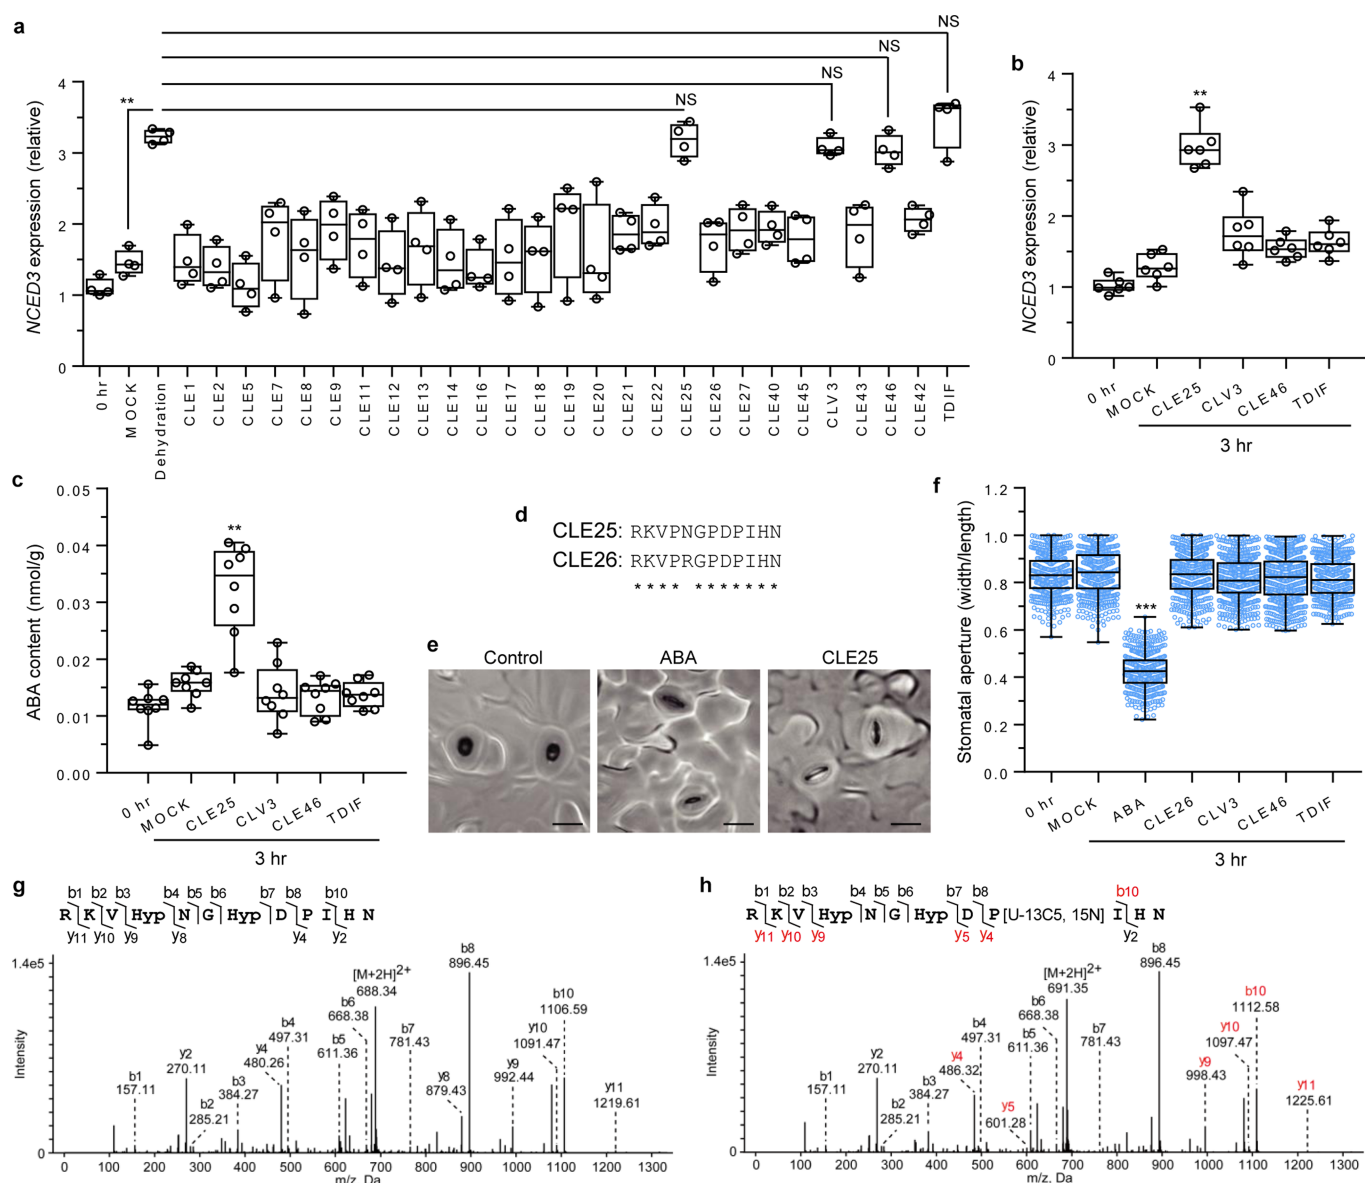 a
NS
NS
NS
NS
**
NCED3 expression (relative)
4
3
2
1
0
0 hr
MOCK
Dehydration
CLE1
CLE2
CLE5
CLE7
CLE8
CLE9
CLE11
CLE12
CLE13
CLE14
CLE16
CLE17
CLE18
CLE19
CLE20
CLE21
CLE22
CLE25
CLE26
CLE27
CLE40
CLE45
CLV3
CLE43
CLE46
CLE42
TDIF
b
**
NCED3 expression (relative)
4
3
2
1
0
0 hr
MOCK
CLE25
CLV3
CLE46
TDIF
3 hr
c
**
ABA content (nmol/g)
0.05
0.04
0.03
0.02
0.01
0.00
0 hr
MOCK
CLE25
CLV3
CLE46
TDIF
3 hr
d
CLE25: RKVPNGPDPIHN
CLE26: RKVPRGPDPIHN
**** *******
e
Control
ABA
CLE25
f
***
Stomatal aperture (width/length)
1.2
1.0
0.8
0.6
0.4
0.2
0.0
0 hr
MOCK
ABA
CLE26
CLV3
CLE46
TDIF
3 hr
g
b1 b2 b3 b4 b5 b6 b7 b8 b10
R K V Hyp N G Hyp D P I H N
y11 y10 y9 y8 y4 y2
1.4e5
Intensity
b1
157.11
y2
270.11
b2
285.21
b3
384.27
y4
480.26
b4
497.31
b5
611.36
b6
668.38
[M+2H]2+
688.34
b7
781.43
y8
879.43
b8
896.45
y9
992.44
y10
1091.47
b10
1106.59
y11
1219.61
0 100 200 300 400 500 600 700 800 900 1000 1100 1200 1300
m/z, Da
h
b1 b2 b3 b4 b5 b6 b7 b8 b10
R K V Hyp N G Hyp D P [U-13C5, 15N] I H N
y11 y10 y9 y5 y4 y2
1.4e5
Intensity
b1
157.11
y2
270.11
b2
285.21
b3
384.27
y4
486.32
b4
497.31
y5
601.28
b5
611.36
b6
668.38
[M+2H]2+
691.35
b7
781.43
b8
896.45
y9
998.43
y10
1097.47
b10
1112.58
y11
1225.61
0 100 200 300 400 500 600 700 800 900 1000 1100 1200 1300
m/z, Da